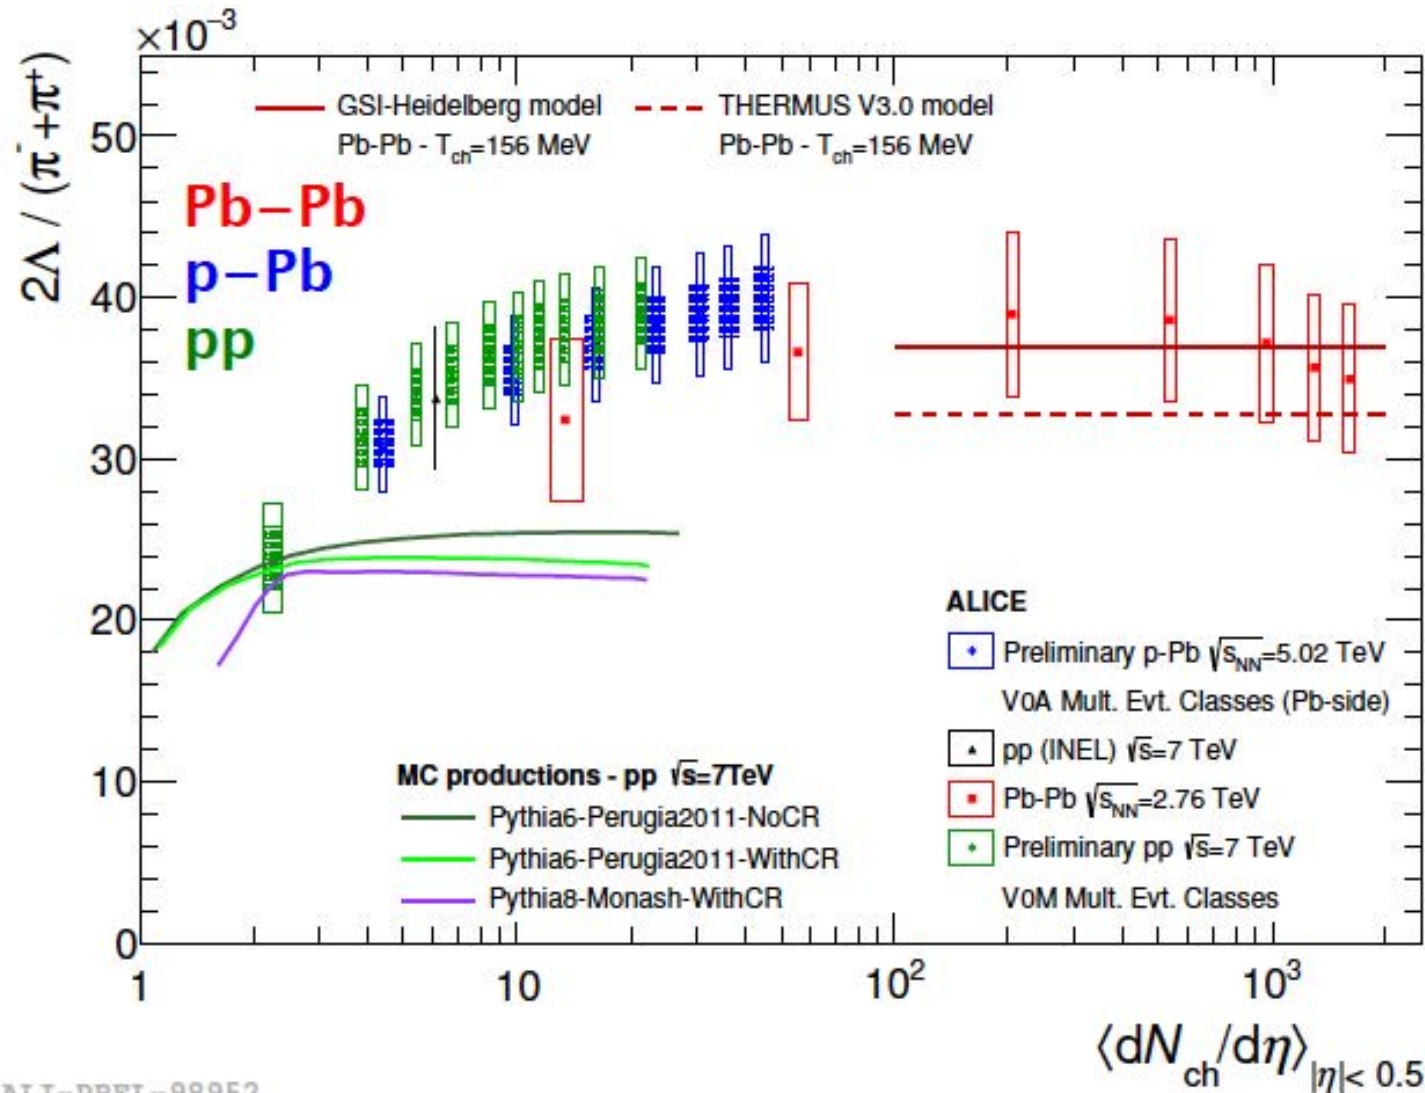 ×10⁻³
2Λ / (π⁻+π⁺)
GSI-Heidelberg model
Pb-Pb - T_ch=156 MeV
THERMUS V3.0 model
Pb-Pb - T_ch=156 MeV
Pb-Pb
p-Pb
pp
50
40
30
20
10
0
ALICE
Preliminary p-Pb √s_NN=5.02 TeV
V0A Mult. Evt. Classes (Pb-side)
pp (INEL) √s=7 TeV
Pb-Pb √s_NN=2.76 TeV
Preliminary pp √s=7 TeV
V0M Mult. Evt. Classes
MC productions - pp √s=7TeV
Pythia6-Perugia2011-NoCR
Pythia6-Perugia2011-WithCR
Pythia8-Monash-WithCR
1 10 10² 10³
⟨dN_ch/dη⟩_|η|< 0.5